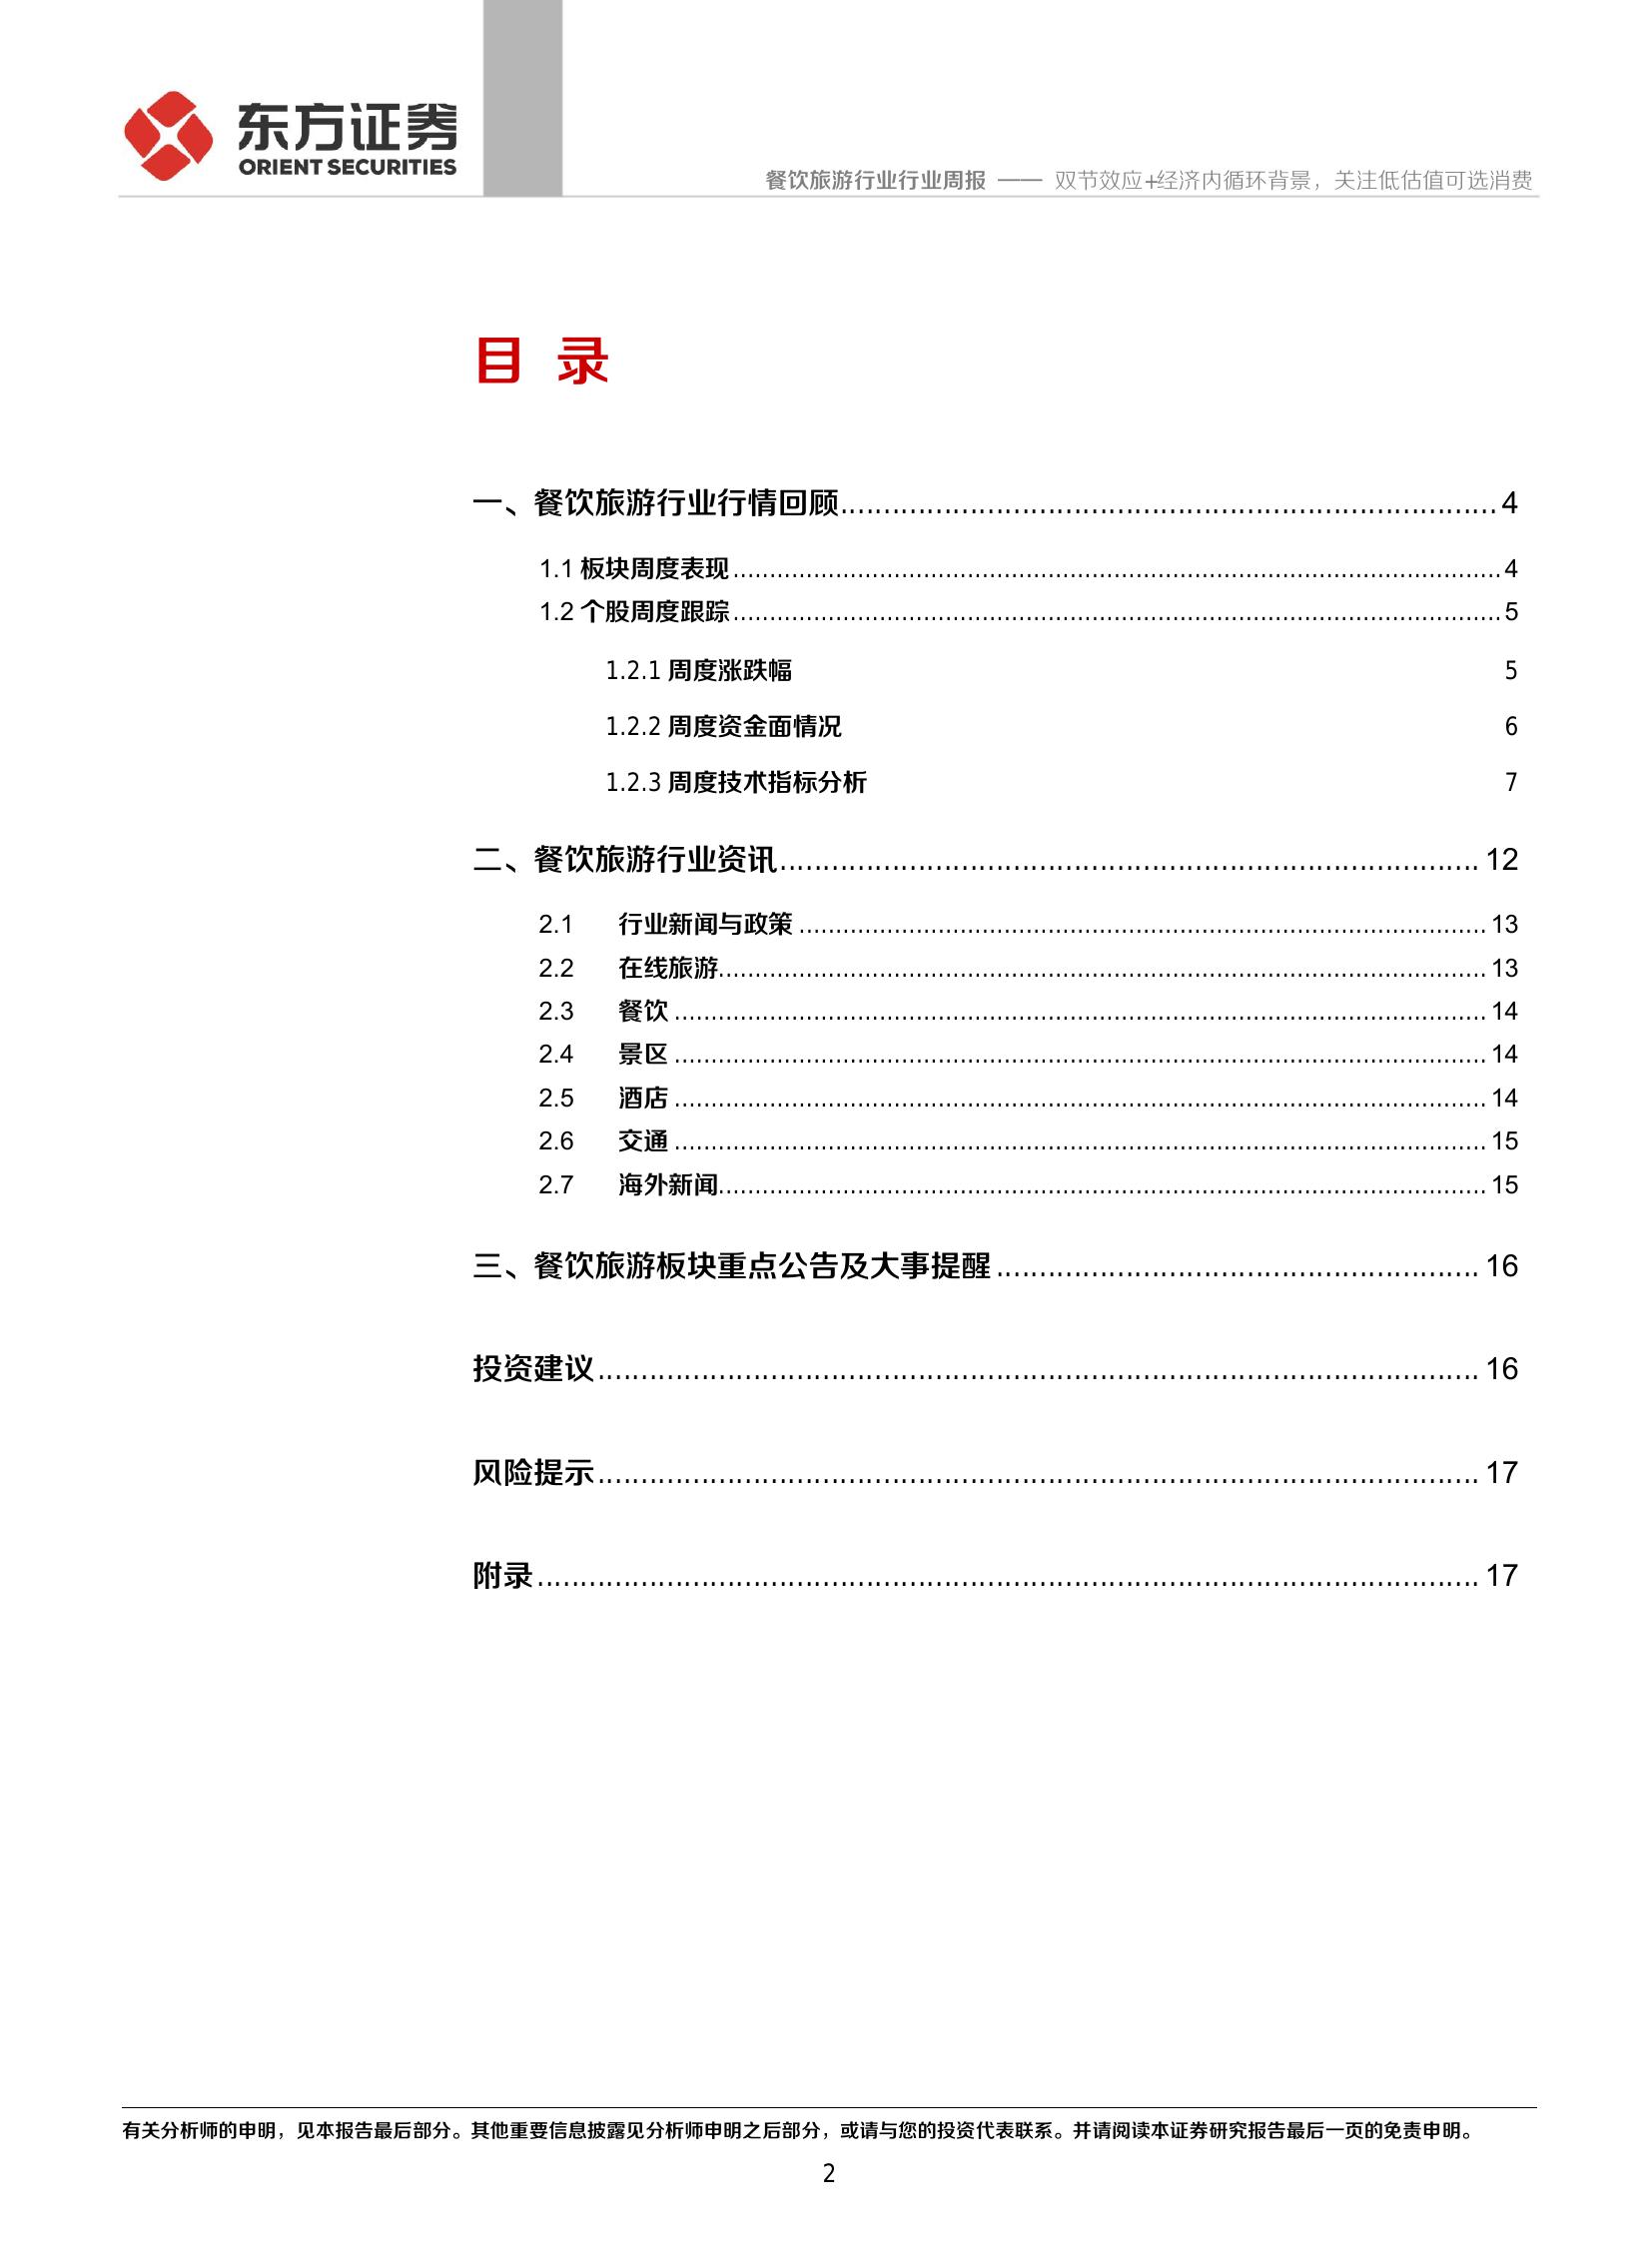 东方证券
ORIENT SECURITIES
餐饮旅游行业行业周报 —— 双节效应+经济内循环背景，关注低估值可选消费
目 录
一、餐饮旅游行业行情回顾........................................................................... 4
1.1 板块周度表现........................................................................................................4
1.2 个股周度跟踪........................................................................................................5
1.2.1 周度涨跌幅 5
1.2.2 周度资金面情况 6
1.2.3 周度技术指标分析 7
二、餐饮旅游行业资讯................................................................................ 12
2.1 行业新闻与政策.............................................................................................13
2.2 在线旅游........................................................................................................13
2.3 餐饮..............................................................................................................14
2.4 景区..............................................................................................................14
2.5 酒店..............................................................................................................14
2.6 交通..............................................................................................................15
2.7 海外新闻........................................................................................................15
三、餐饮旅游板块重点公告及大事提醒....................................................... 16
投资建议..................................................................................................... 16
风险提示..................................................................................................... 17
附录............................................................................................................ 17
有关分析师的申明，见本报告最后部分。其他重要信息披露见分析师申明之后部分，或请与您的投资代表联系。并请阅读本证券研究报告最后一页的免责申明。
2